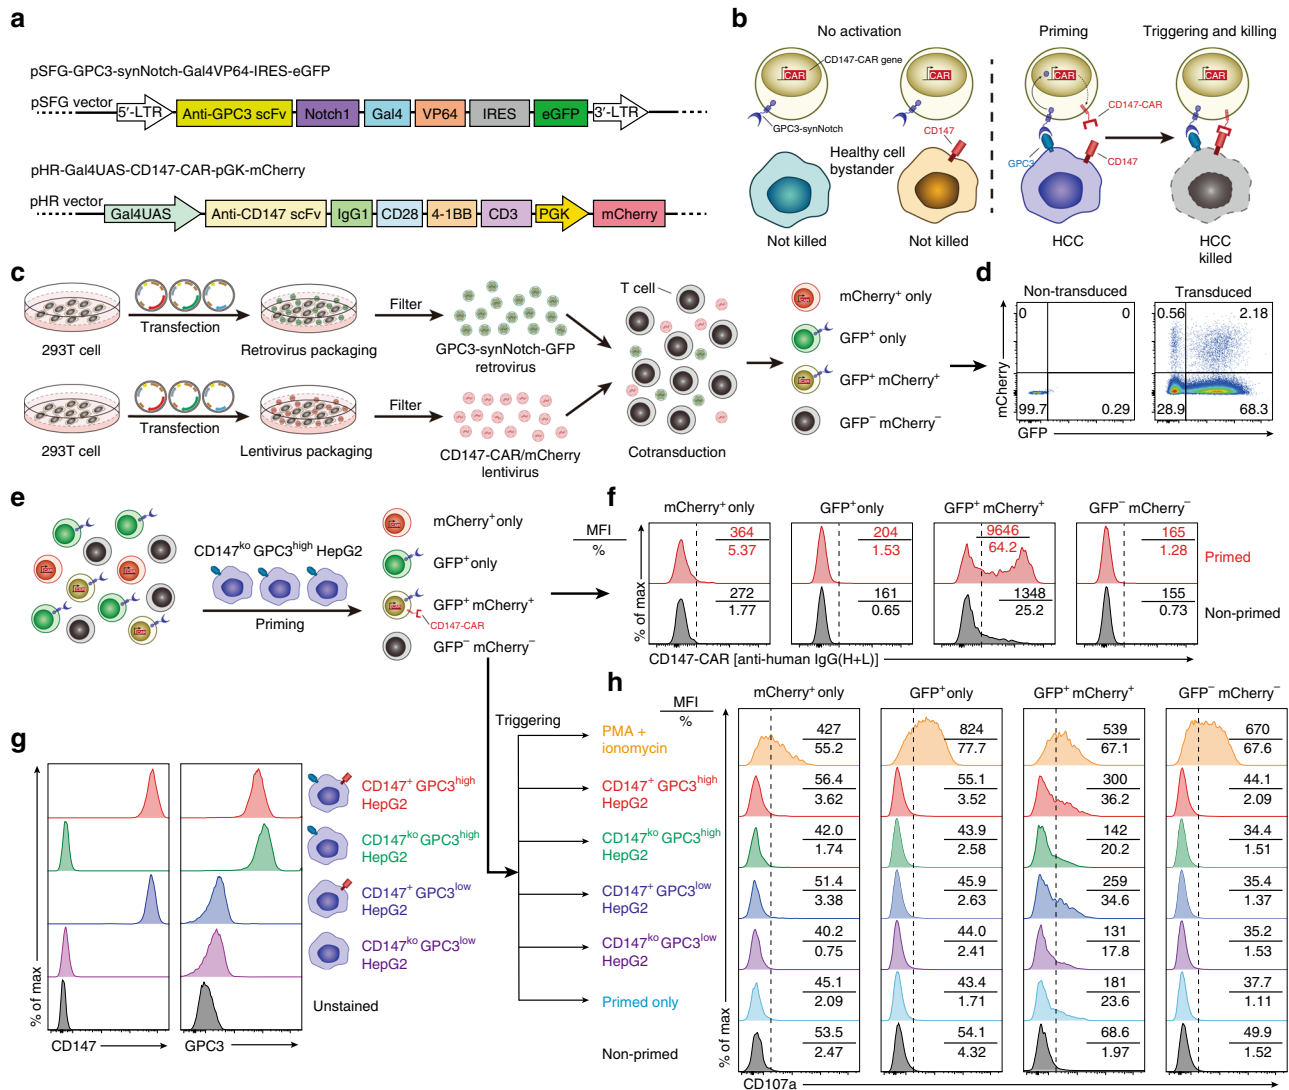 a
pSFG-GPC3-synNotch-Gal4VP64-IRES-eGFP
pSFG vector
5′-LTR
Anti-GPC3 scFv
Notch1
Gal4
VP64
IRES
eGFP
3′-LTR
pHR-Gal4UAS-CD147-CAR-pGK-mCherry
pHR vector
Gal4UAS
Anti-CD147 scFv
IgG1
CD28
4-1BB
CD3
PGK
mCherry
b
No activation
Priming
Triggering and killing
CAR
CD147-CAR gene
GPC3-synNotch
CAR
CD147
Healthy cell
bystander
Not killed
Not killed
CAR
CD147-CAR
GPC3
CD147
HCC
CAR
HCC
killed
c
293T cell
Transfection
Retrovirus packaging
Filter
GPC3-synNotch-GFP
retrovirus
293T cell
Transfection
Lentivirus packaging
Filter
CD147-CAR/mCherry
lentivirus
T cell
Cotransduction
mCherry⁺ only
GFP⁺ only
GFP⁺ mCherry⁺
GFP⁻ mCherry⁻
d
Non-transduced
Transduced
0
0
99.7
0.29
0.56
2.18
28.9
68.3
mCherry
GFP
e
CD147ᵏᵒ GPC3ʰⁱᵍʰ HepG2
Priming
mCherry⁺ only
GFP⁺ only
GFP⁺ mCherry⁺
CD147-CAR
GFP⁻ mCherry⁻
f
MFI
%
mCherry⁺ only
GFP⁺ only
GFP⁺ mCherry⁺
GFP⁻ mCherry⁻
364
5.37
204
1.53
9646
64.2
165
1.28
Primed
272
1.77
161
0.65
1348
25.2
155
0.73
Non-primed
% of max
CD147-CAR [anti-human IgG(H+L)]
g
CD147⁺ GPC3ʰⁱᵍʰ
HepG2
CD147ᵏᵒ GPC3ʰⁱᵍʰ
HepG2
CD147⁺ GPC3ˡᵒʷ
HepG2
CD147ᵏᵒ GPC3ˡᵒʷ
HepG2
Unstained
% of max
CD147
GPC3
Triggering
h
MFI
%
mCherry⁺ only
GFP⁺ only
GFP⁺ mCherry⁺
GFP⁻ mCherry⁻
PMA +
ionomycin
427
55.2
824
77.7
539
67.1
670
67.6
CD147⁺ GPC3ʰⁱᵍʰ
HepG2
56.4
3.62
55.1
3.52
300
36.2
44.1
2.09
CD147ᵏᵒ GPC3ʰⁱᵍʰ
HepG2
42.0
1.74
43.9
2.58
142
20.2
34.4
1.51
CD147⁺ GPC3ˡᵒʷ
HepG2
51.4
3.38
45.9
2.63
259
34.6
35.4
1.37
CD147ᵏᵒ GPC3ˡᵒʷ
HepG2
40.2
0.75
44.0
2.41
131
17.8
35.2
1.53
Primed only
45.1
2.09
43.4
1.71
181
23.6
37.7
1.11
Non-primed
53.5
2.47
54.1
4.32
68.6
1.97
49.9
1.52
% of max
CD107a